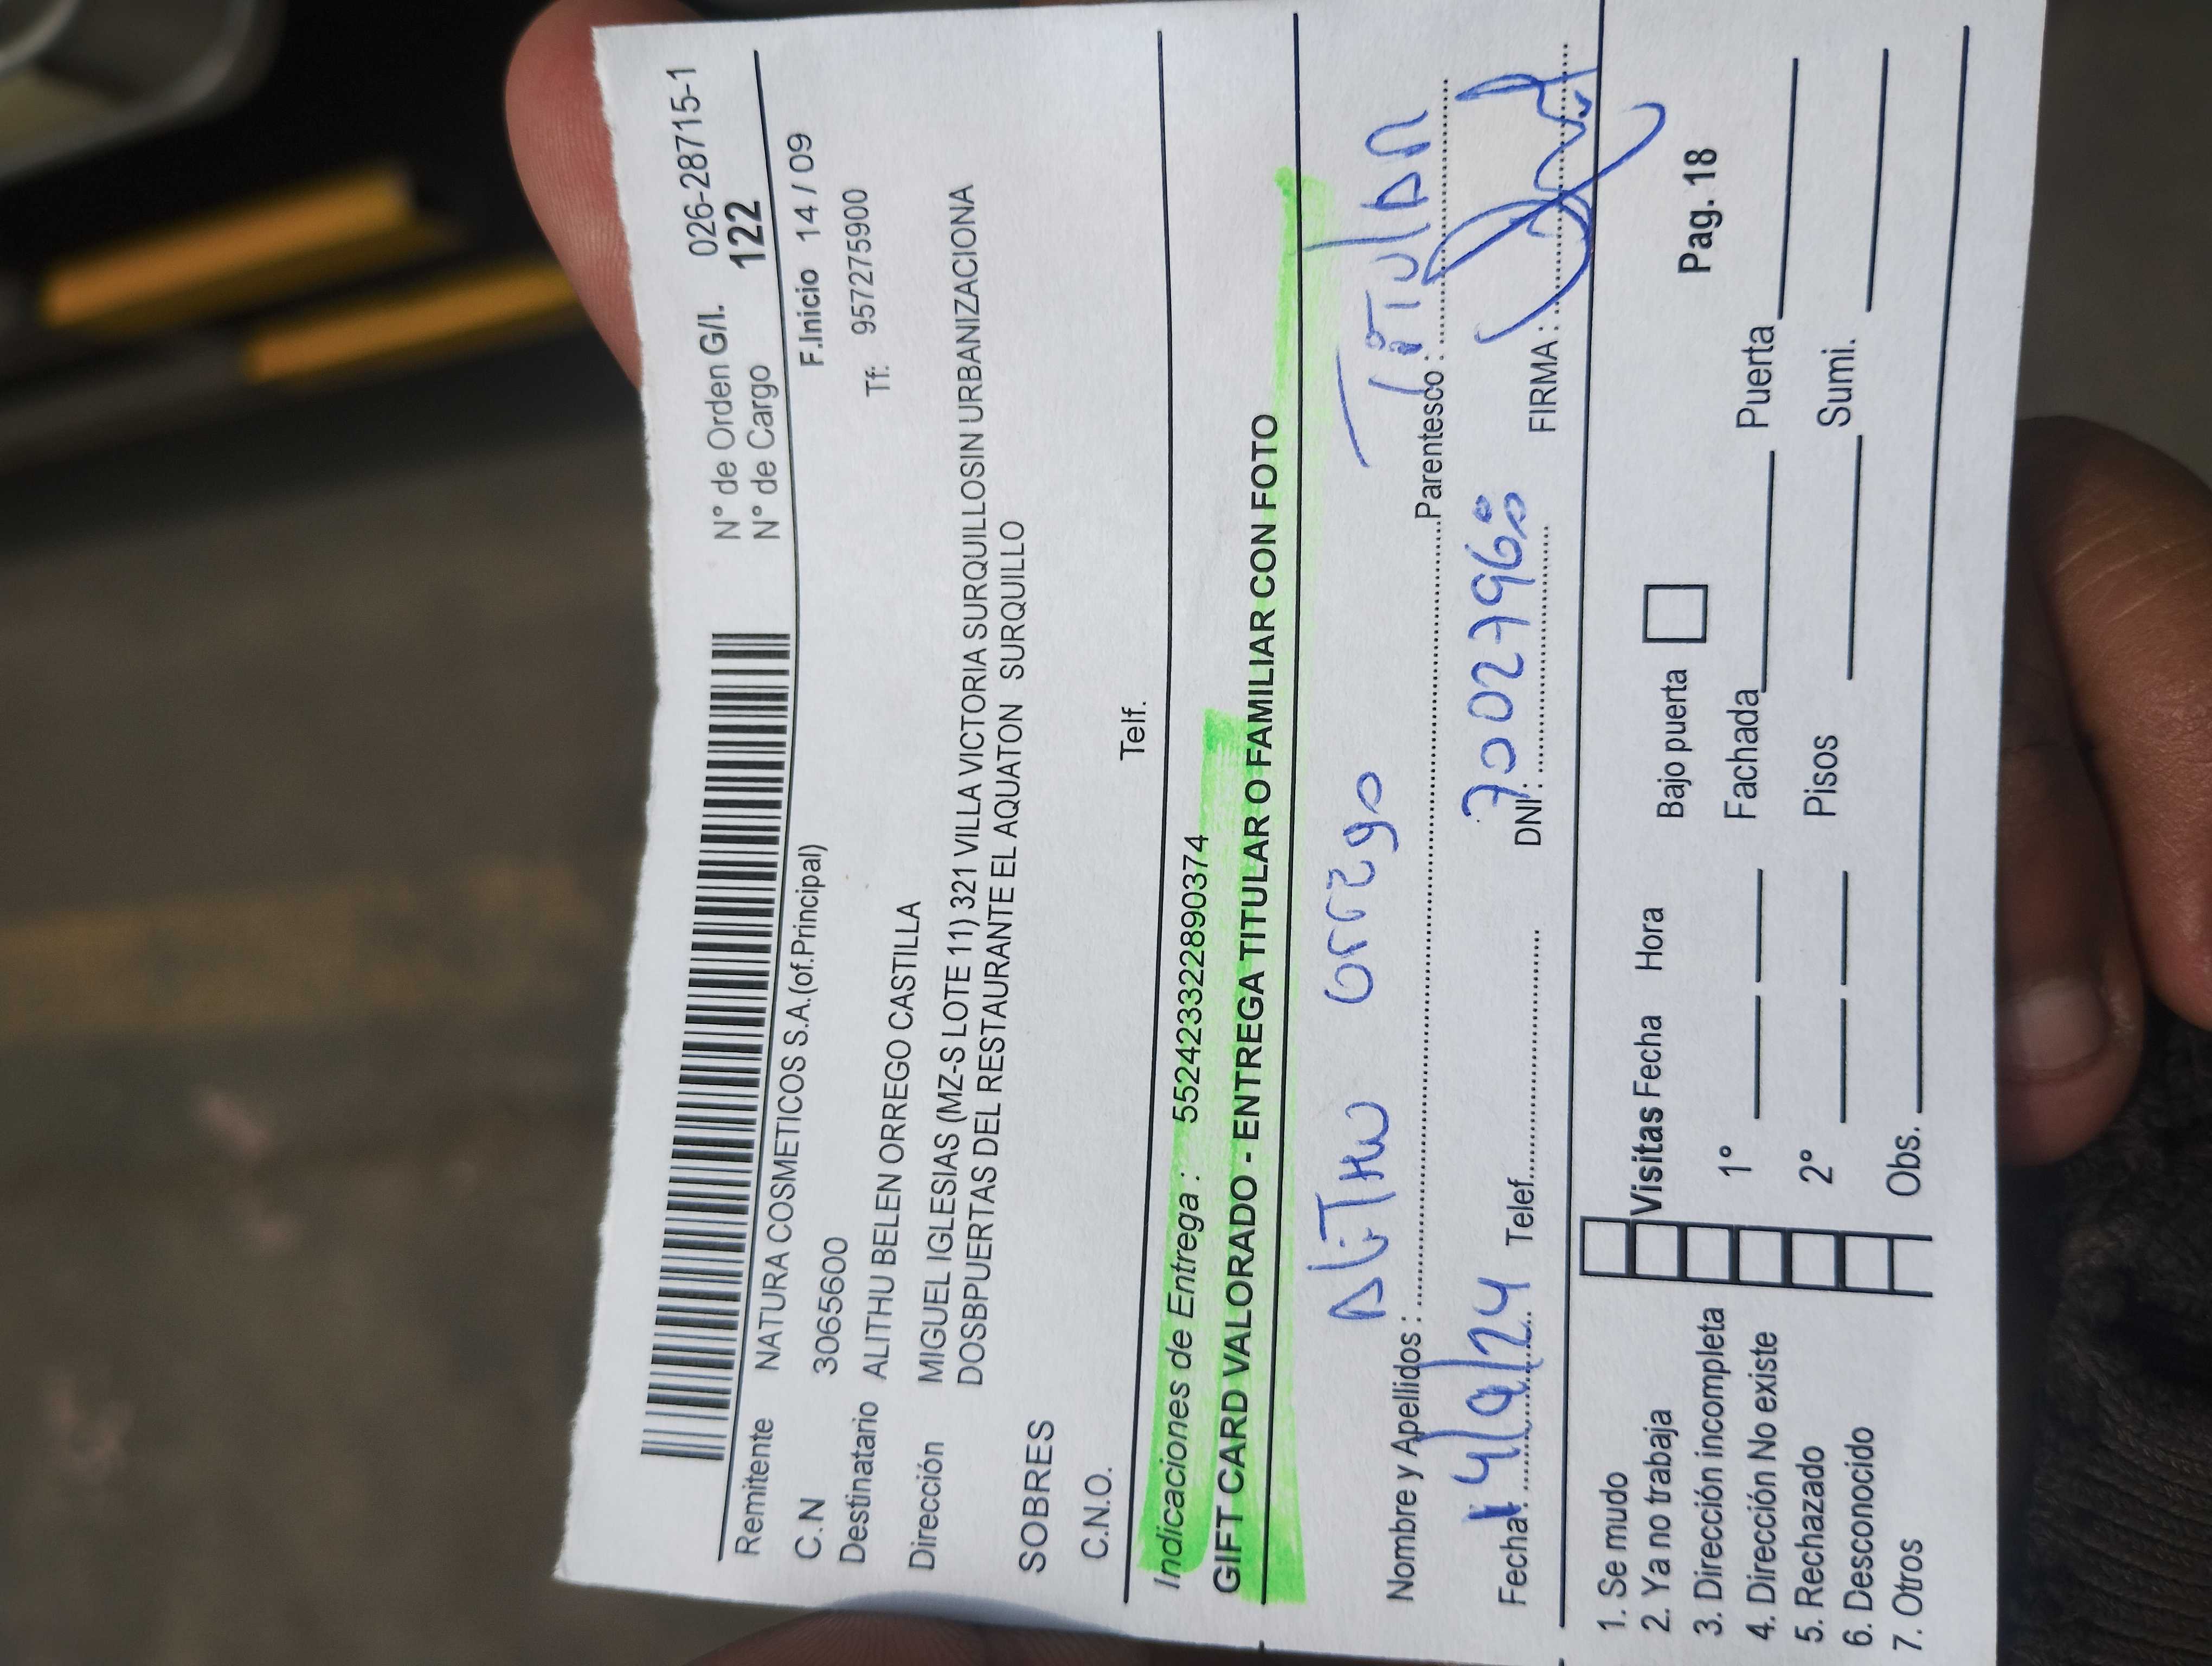 N° de Orden G/I. 026-28715-1
N° de Cargo 122
Remitente NATURA COSMETICOS S.A.(of.Principal)
F.Inicio 14 / 09
C.N 3065600
Tf: 957275900
Destinatario ALITHU BELEN ORREGO CASTILLA
Dirección MIGUEL IGLESIAS (MZ-S LOTE 11) 321 VILLA VICTORIA SURQUILLOSIN URBANIZACIONA
DOSBPUERTAS DEL RESTAURANTE EL AQUATON SURQUILLO
SOBRES
C.N.O. Telf.
Indicaciones de Entrega : 5524233228903​74
GIFT CARD VALORADO - ENTREGA TITULAR O FAMILIAR CON FOTO
Nombre y Apellidos : Alithu Orrego Parentesco : Titular
Fecha: 14/9/24 Telef. DNI: FIRMA :
1. Se mudo
2. Ya no trabaja
3. Dirección incompleta
4. Dirección No existe
5. Rechazado
6. Desconocido
7. Otros
Visitas Fecha Hora Bajo puerta Pag. 18
1° Fachada Puerta
2° Pisos Sumi.
Obs.